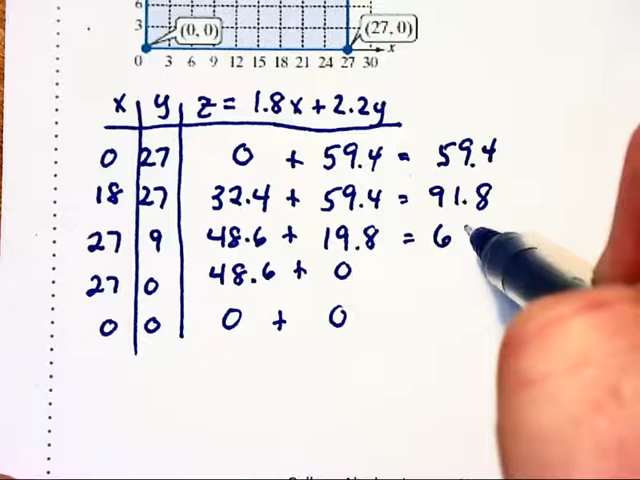 6
3
(0, 0)
(27, 0)
x
0 3 6 9 12 15 18 21 24 27 30
x y z = 1.8x + 2.2y
0 27 0 + 59.4 = 59.4
18 27 32.4 + 59.4 = 91.8
27 9 48.6 + 19.8 = 6
27 0 48.6 + 0
0 0 0 + 0